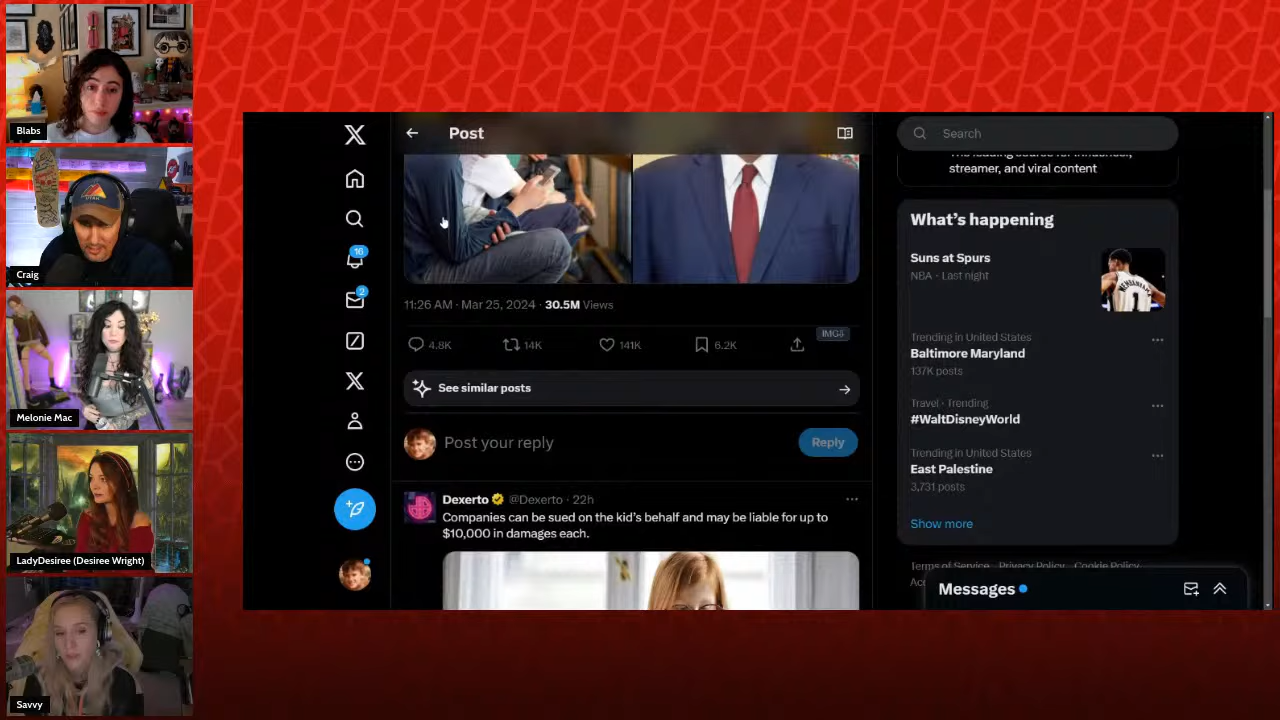 Blabs
Craig
Melonie Mac
LadyDesiree (Desiree Wright)
Savvy
16
2
Post
11:26 AM · Mar 25, 2024 · 30.5M Views
4.8K
14K
141K
6.2K
See similar posts
Post your reply
Reply
Dexerto @Dexerto · 22h
Companies can be sued on the kid's behalf and may be liable for up to
$10,000 in damages each.
Search
The leading source for influencer,
streamer, and viral content
What's happening
Suns at Spurs
NBA · Last night
Trending in United States
Baltimore Maryland
137K posts
Travel · Trending
#WaltDisneyWorld
Trending in United States
East Palestine
3,731 posts
Show more
Terms of Service Privacy Policy Cookie Policy
Messages